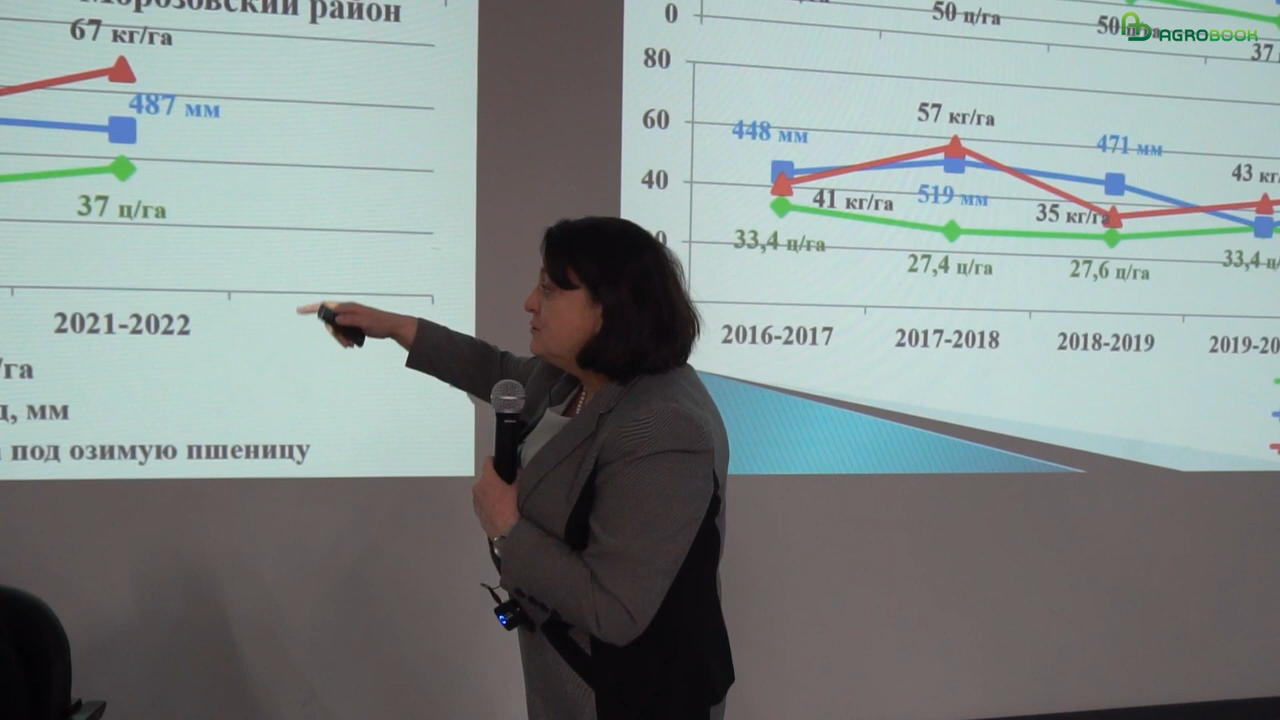 Морозовский район
67 кг/га
487 мм
37 ц/га
2021-2022
/га
д, мм
под озимую пшеницу
0
50 ц/га
50 ц/га
37
AGROBOOK
80
60
40
448 мм
57 кг/га
471 мм
43 кг/
41 кг/га
519 мм
35 кг/га
33,4 ц/га
27,4 ц/га
27,6 ц/га
33,4 ц/
2016-2017
2017-2018
2018-2019
2019-20